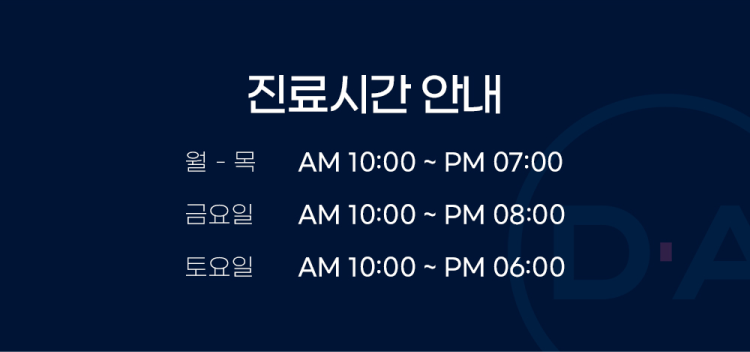 진료시간 안내
월 - 목 AM 10:00 ~ PM 07:00
금요일 AM 10:00 ~ PM 08:00
토요일 AM 10:00 ~ PM 06:00
D·A